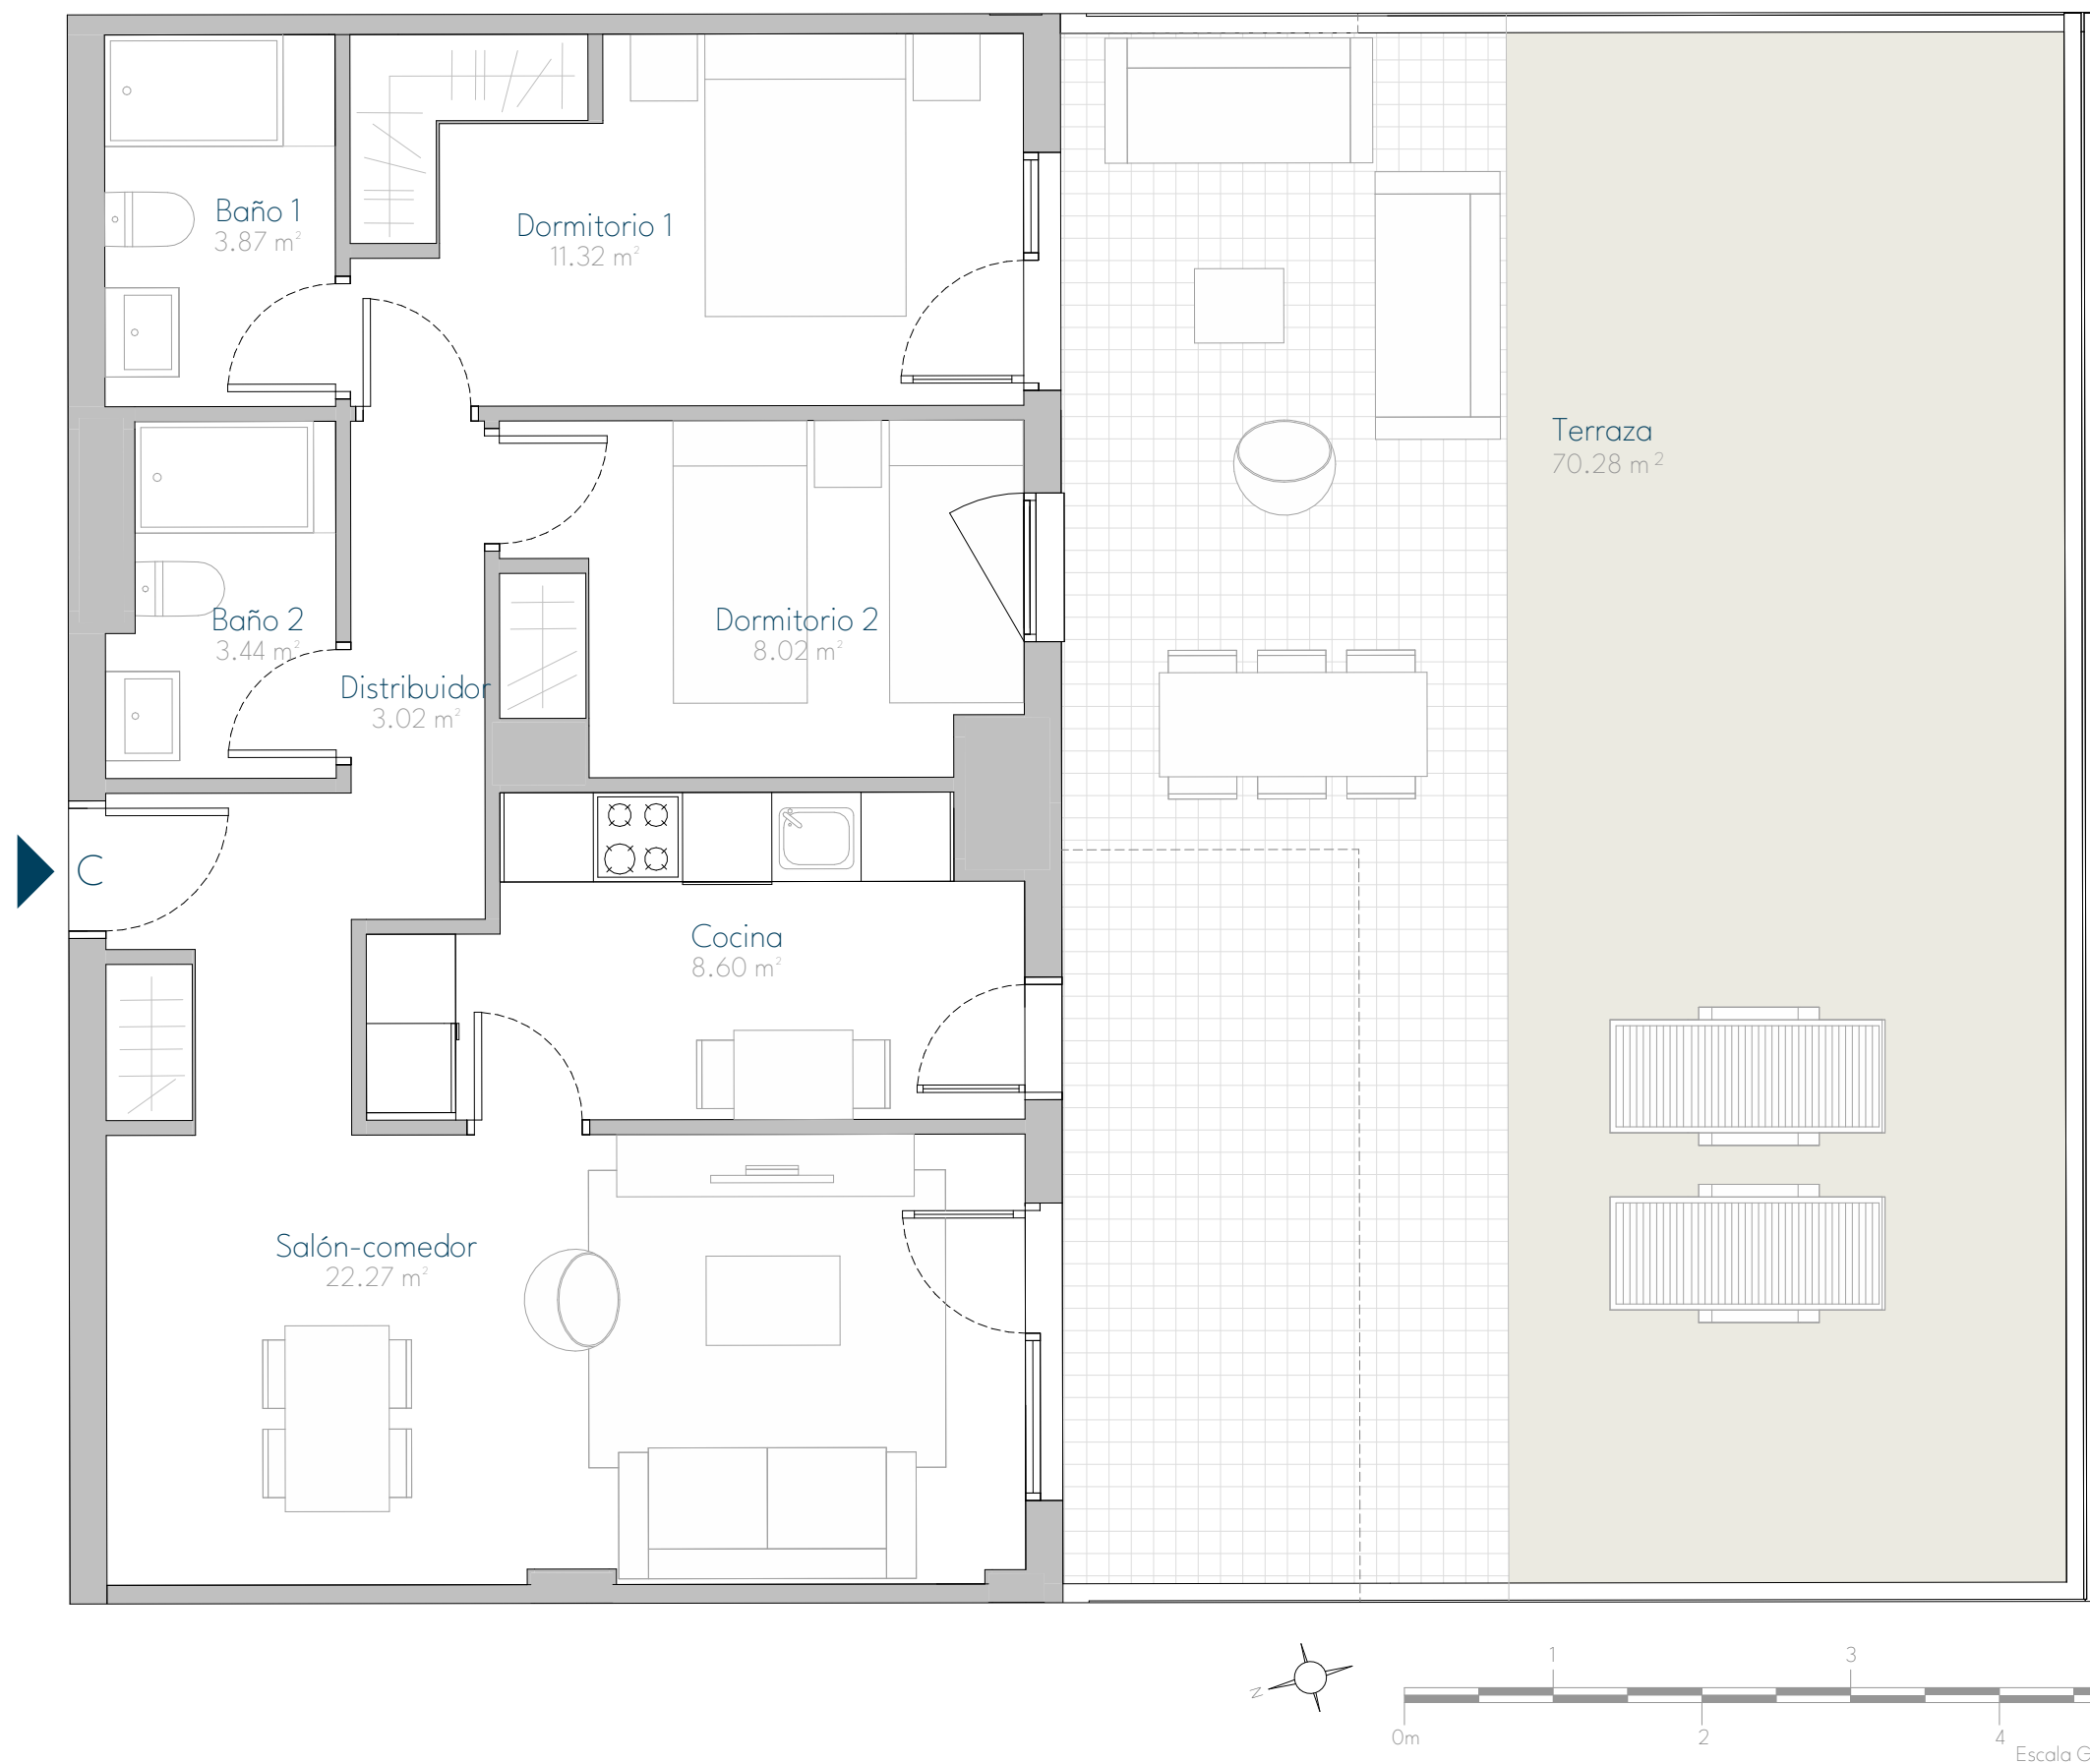 Baño 1
3.87 m²
Dormitorio 1
11.32 m²
Terraza
70.28 m²
Baño 2
3.44 m²
Dormitorio 2
8.02 m²
Distribuidor
3.02 m²
C
Cocina
8.60 m²
Salón-comedor
22.27 m²
N
1
3
0m
2
4
Escala G